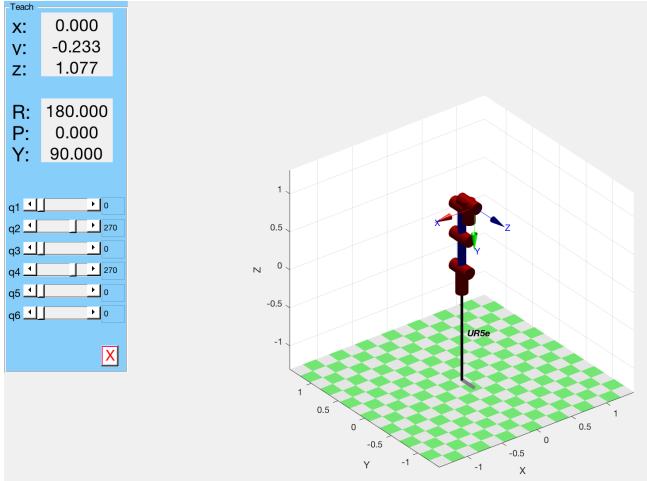 Teach
x: 0.000
y: -0.233
z: 1.077
R: 180.000
P: 0.000
Y: 90.000
q1 0
q2 270
q3 0
q4 270
q5 0
q6 0
X
1
0.5
0
-0.5
-1
Z
X
Z
Y
UR5e
1
0.5
0
-0.5
-1
Y
-1
-0.5
0
0.5
1
X